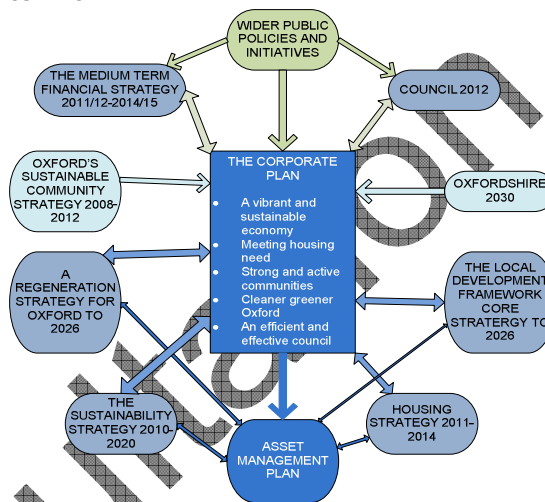 WIDER PUBLIC
POLICIES AND
INITIATIVES
THE MEDIUM TERM
FINANCIAL STRATEGY
2011/12-2014/15
COUNCIL 2012
THE CORPORATE
PLAN
• A vibrant and
sustainable
economy
• Meeting housing
need
• Strong and active
communities
• Cleaner greener
Oxford
• An efficient and
effective council
OXFORD'S
SUSTAINABLE
COMMUNITY
STRATEGY 2008-
2012
OXFORDSHIRE
2030
A
REGENERATION
STRATEGY FOR
OXFORD TO
2026
THE LOCAL
DEVELOPMENT
FRAMEWORK
CORE
STRATERGY TO
2026
THE
SUSTAINABILITY
STRATEGY 2010-
2020
HOUSING
STRATEGY 2011-
2014
ASSET
MANAGEMENT
PLAN